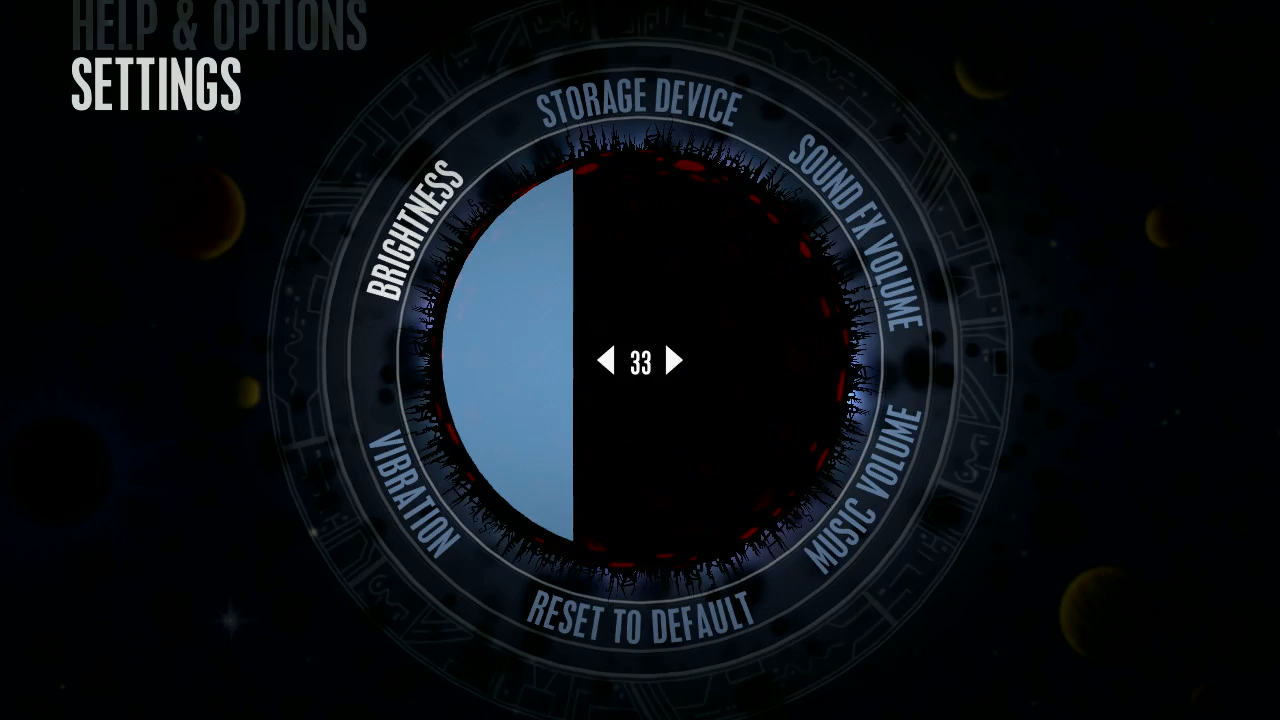 HELP & OPTIONS
SETTINGS
STORAGE DEVICE
SOUND FX VOLUME
BRIGHTNESS
33
VIBRATION
MUSIC VOLUME
RESET TO DEFAULT